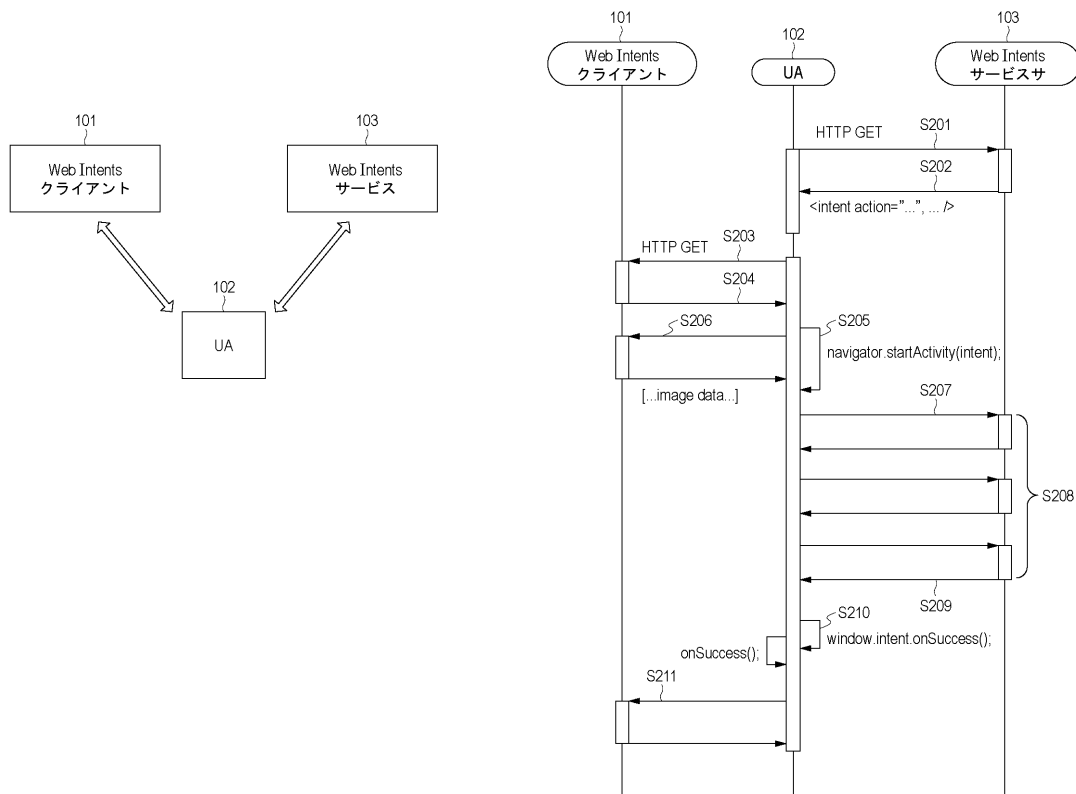 101
Web Intents
クライアント
103
Web Intents
サービス
102
UA
101
Web Intents
クライアント
102
UA
103
Web Intents
サービスサ
HTTP GET
S201
S202
<intent action="...", ... />
HTTP GET
S203
S204
S206
S205
navigator.startActivity(intent);
[...image data...]
S207
S208
S209
S210
window.intent.onSuccess();
onSuccess();
S211